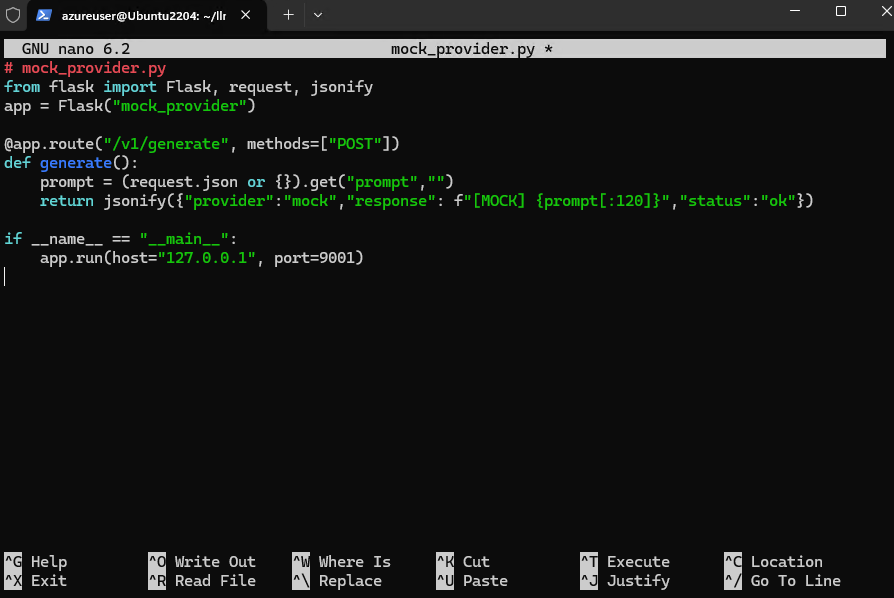 azureuser@Ubuntu2204: ~/llr
GNU nano 6.2 mock_provider.py *
# mock_provider.py
from flask import Flask, request, jsonify
app = Flask("mock_provider")
@app.route("/v1/generate", methods=["POST"])
def generate():
    prompt = (request.json or {}).get("prompt","")
    return jsonify({"provider":"mock","response": f"[MOCK] {prompt[:120]}","status":"ok"})
if __name__ == "__main__":
    app.run(host="127.0.0.1", port=9001)
^G Help ^O Write Out ^W Where Is ^K Cut ^T Execute ^C Location
^X Exit ^R Read File ^\ Replace ^U Paste ^J Justify ^/ Go To Line